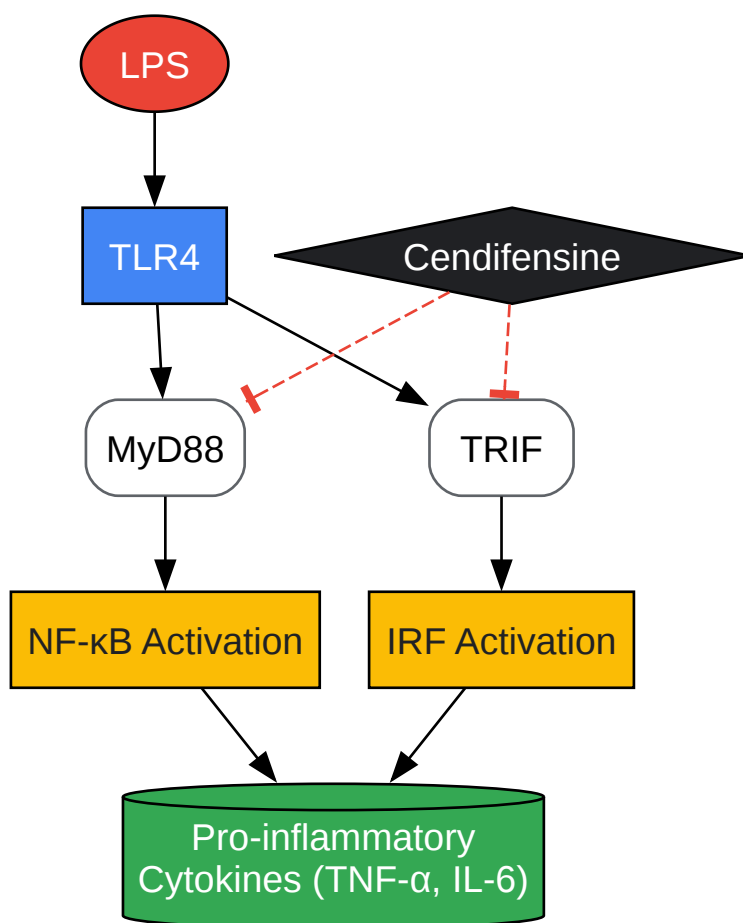 LPS
TLR4
Cendifensine
MyD88
TRIF
NF-κB Activation
IRF Activation
Pro-inflammatory
Cytokines (TNF-α, IL-6)